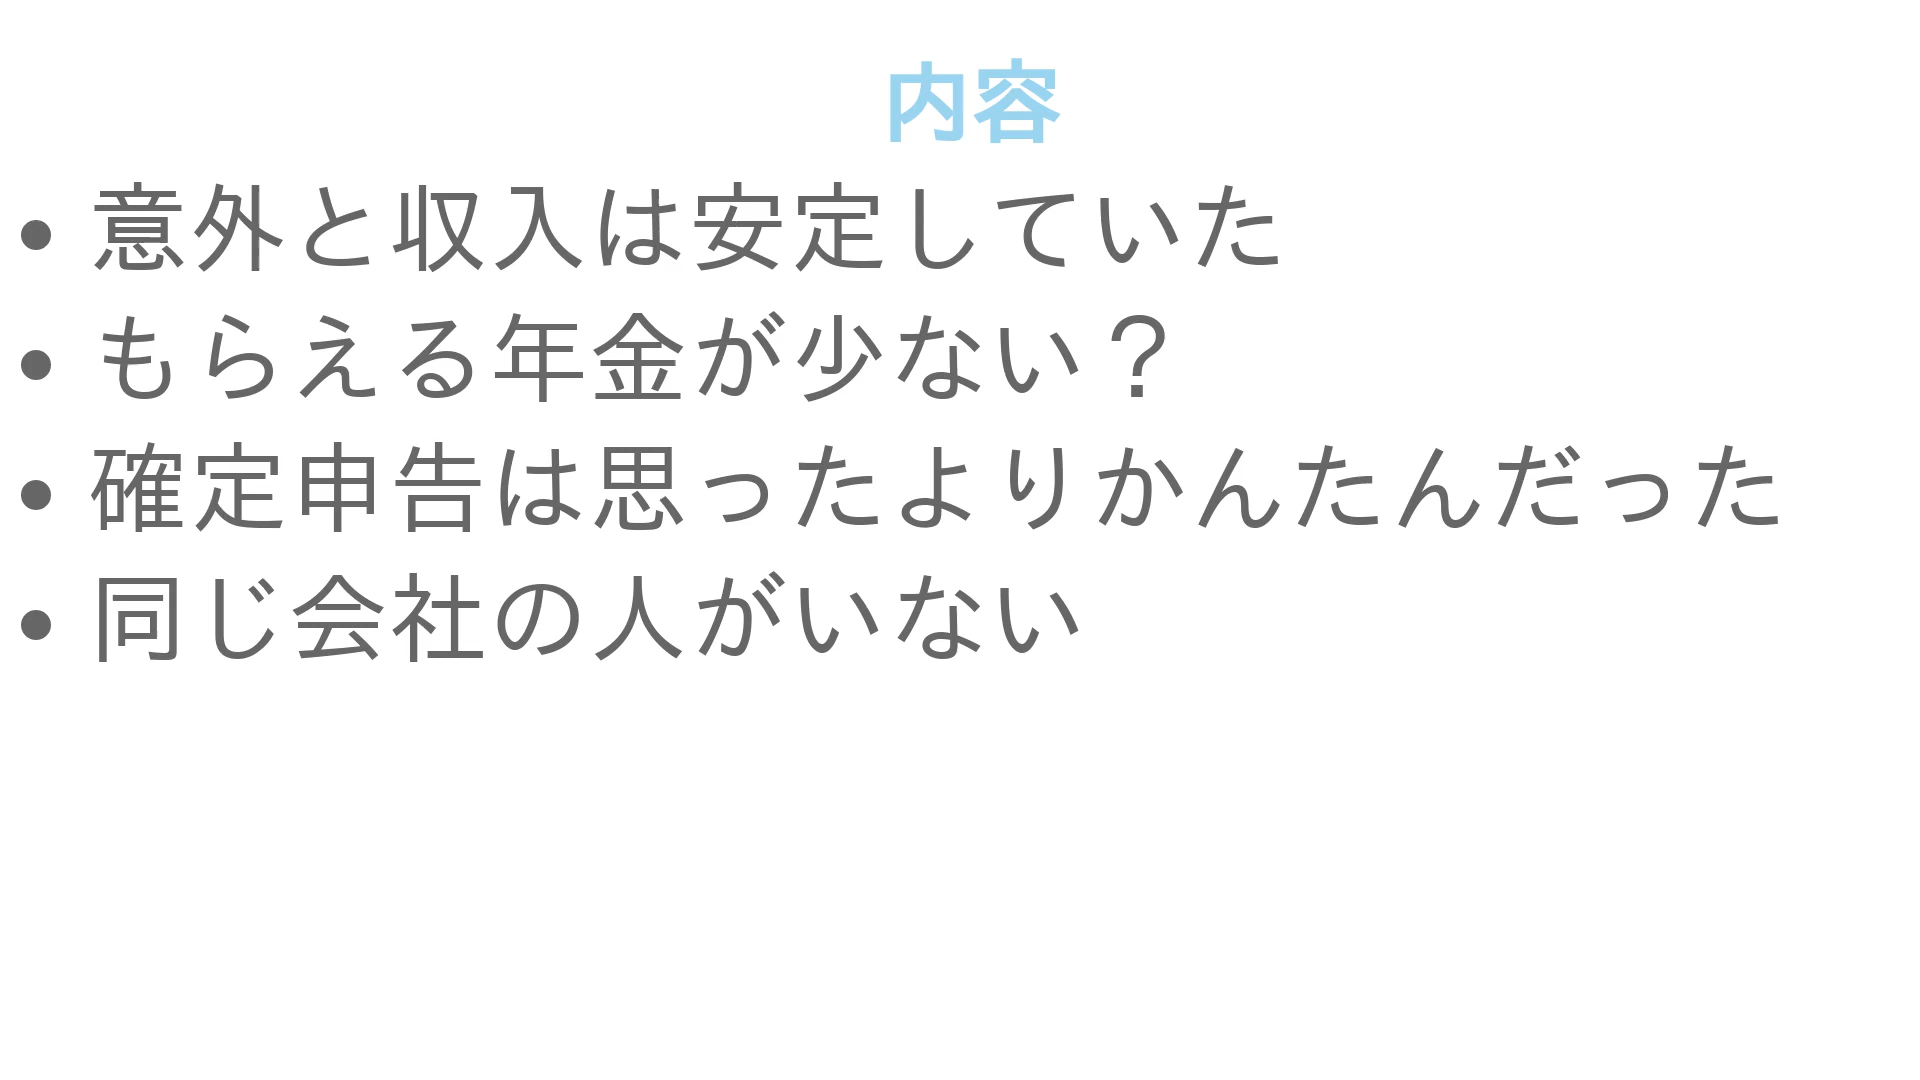 内容
• 意外と収入は安定していた
• もらえる年金が少ない？
• 確定申告は思ったよりかんたんだった
• 同じ会社の人がいない